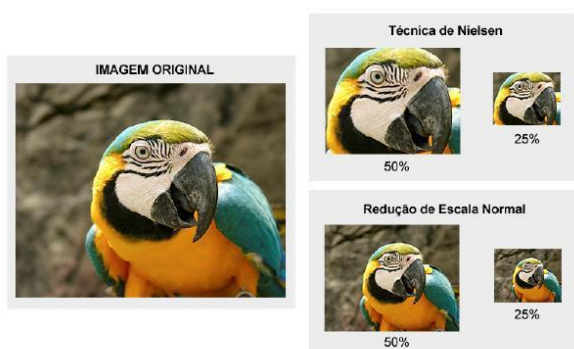 IMAGEM ORIGINAL
Técnica de Nielsen
50%
25%
Redução de Escala Normal
50%
25%